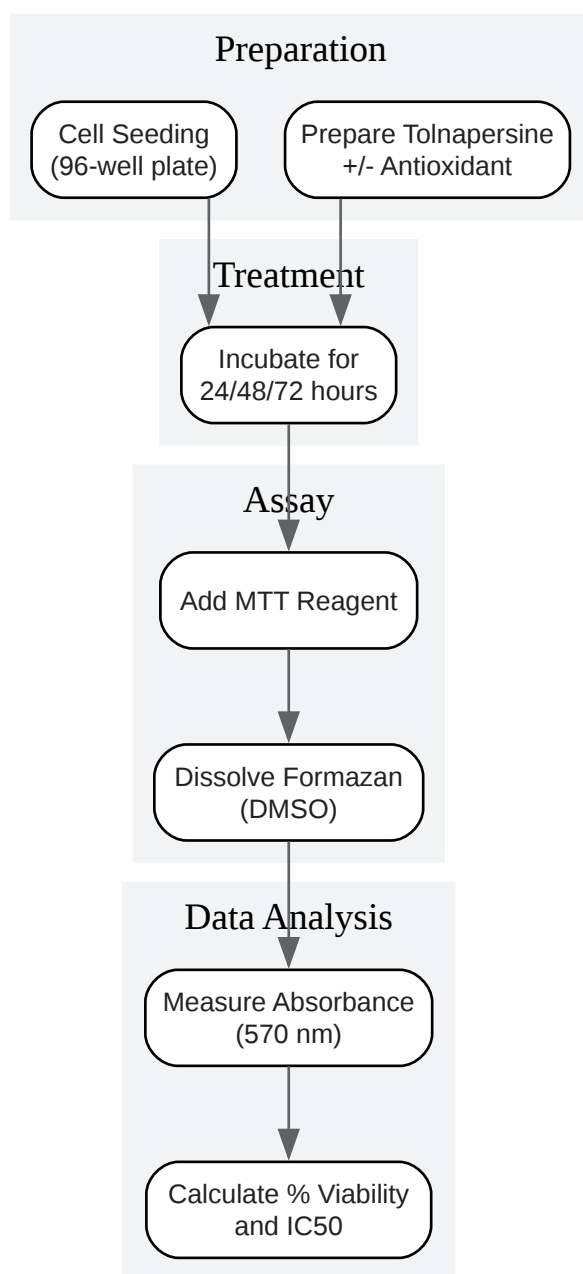 Preparation
Cell Seeding
(96-well plate)
Prepare Tolnapersine
+/- Antioxidant
Treatment
Incubate for
24/48/72 hours
Assay
Add MTT Reagent
Dissolve Formazan
(DMSO)
Data Analysis
Measure Absorbance
(570 nm)
Calculate % Viability
and IC50